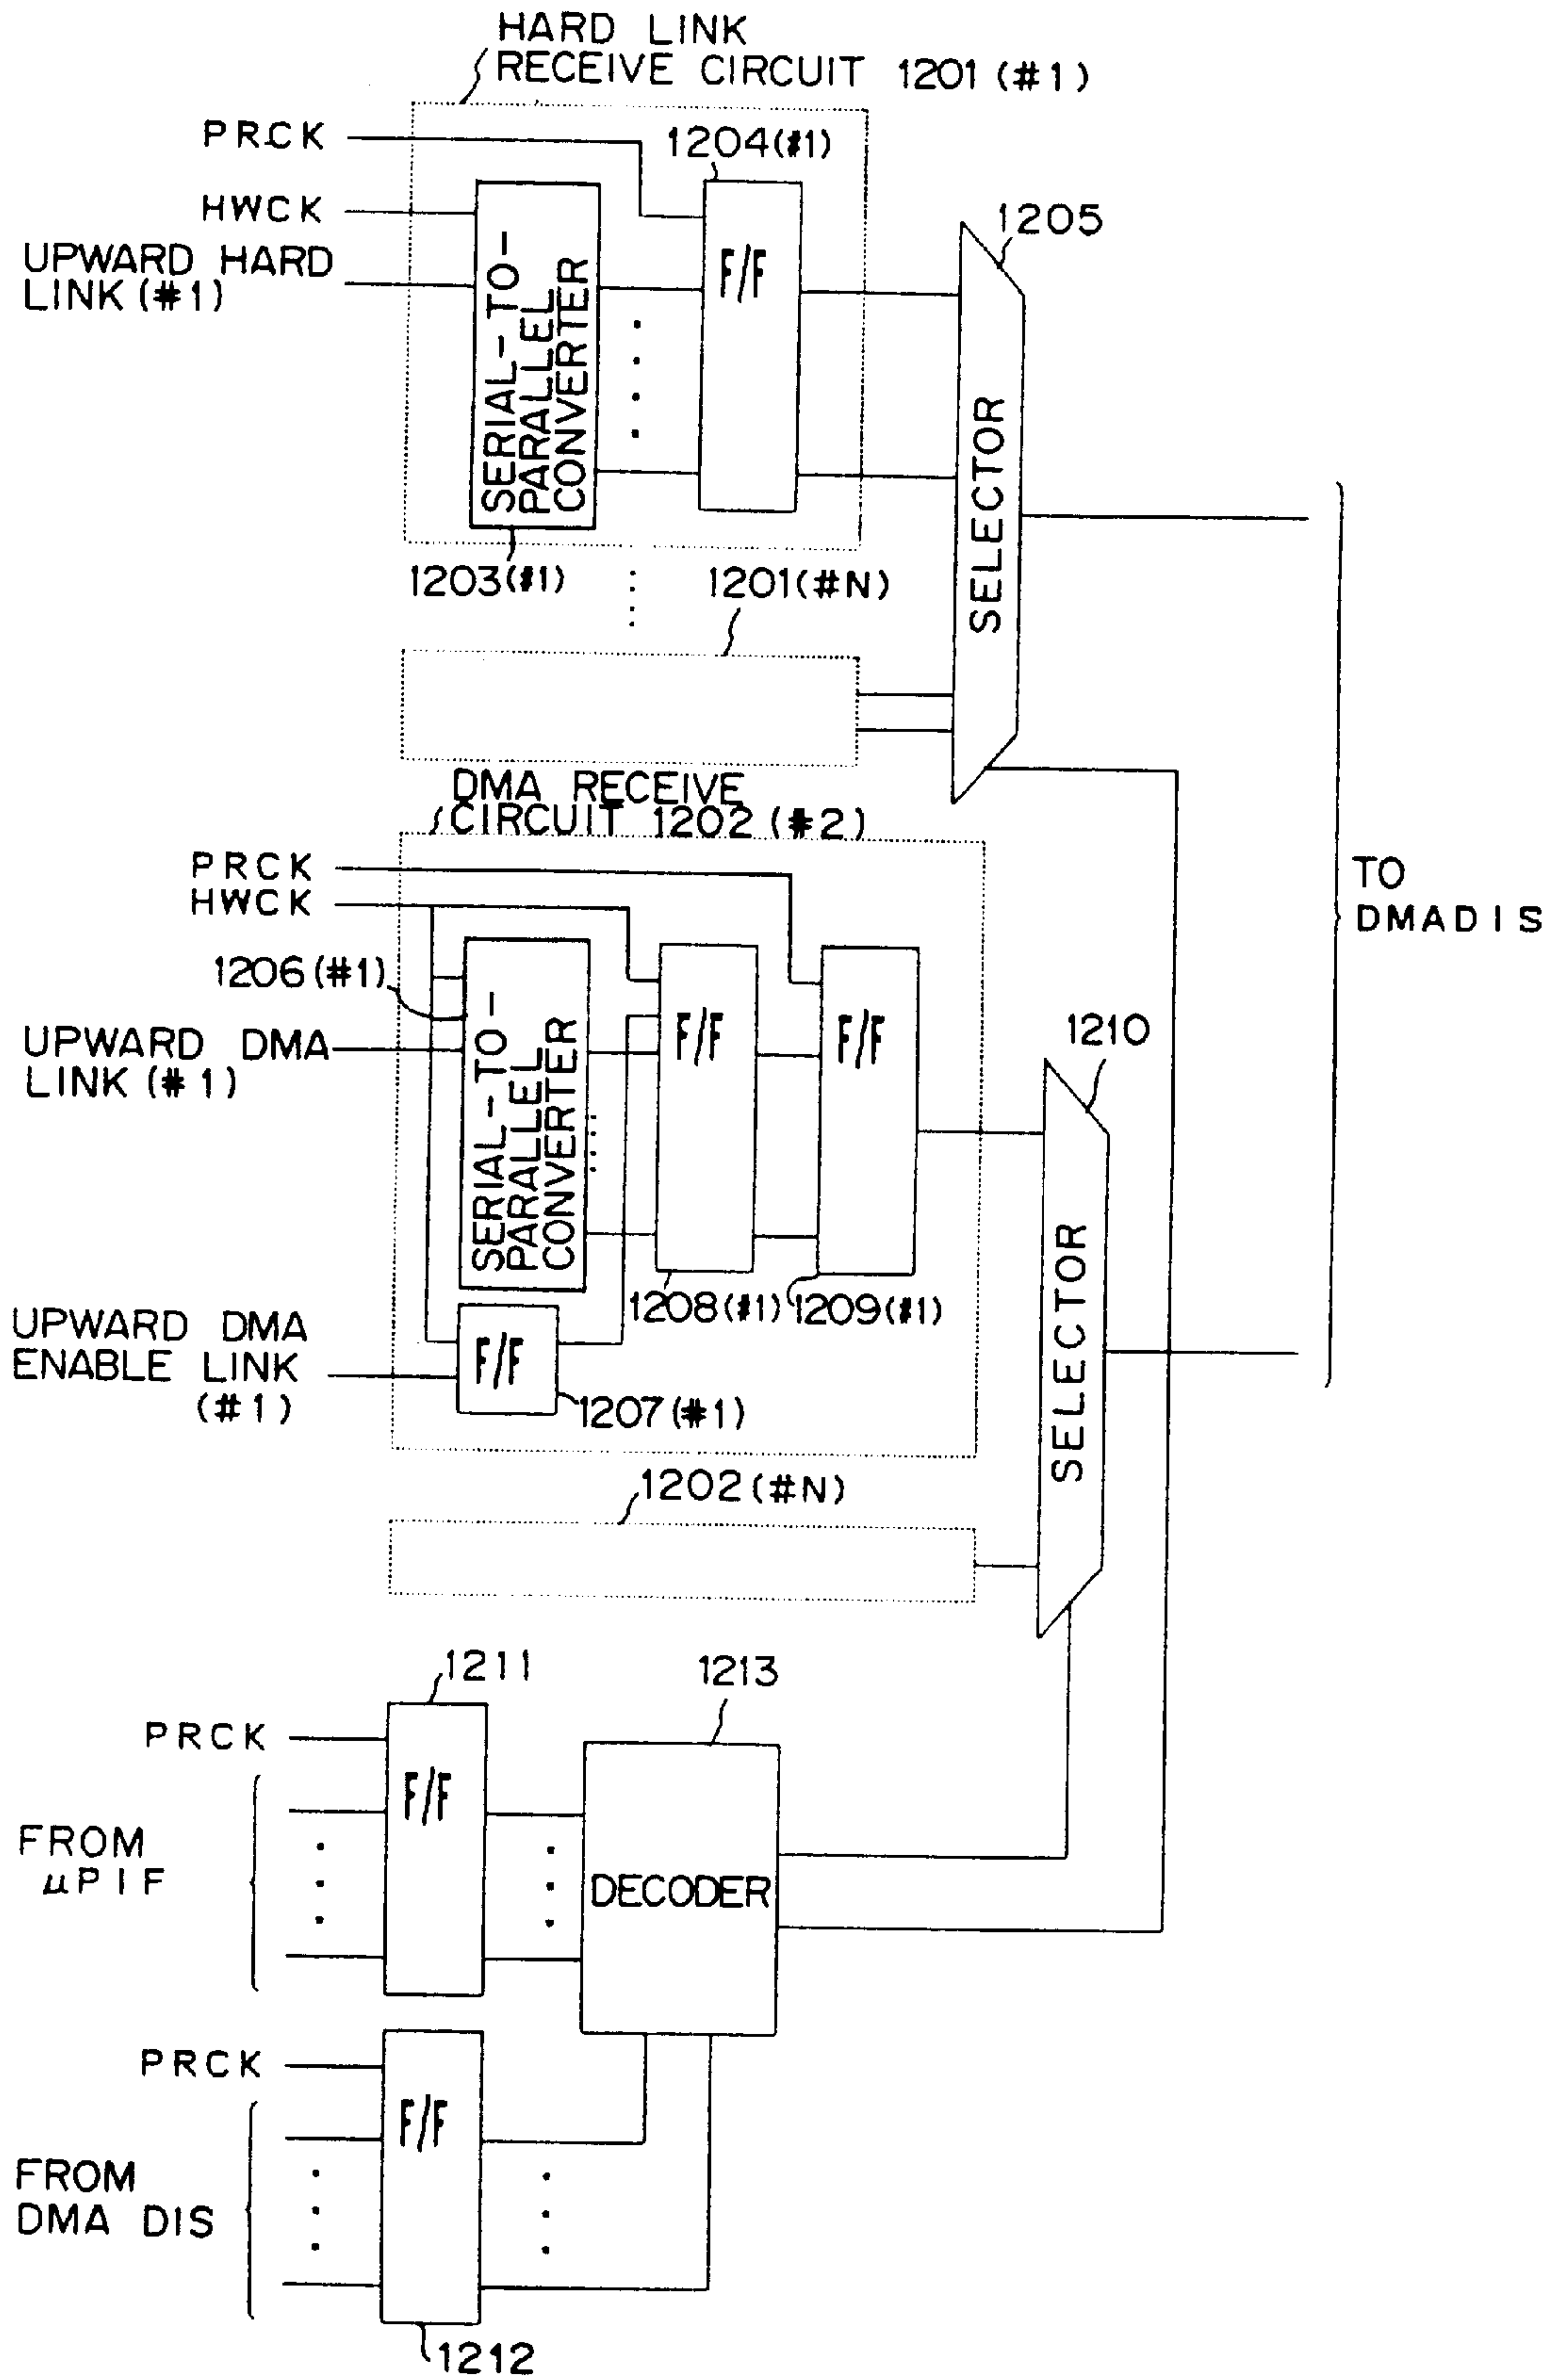 HARD LINK
RECEIVE CIRCUIT 1201 (#1)
PRCK
1204(#1)
HWCK
1205
UPWARD HARD
LINK (#1)
F/F
SERIAL-TO-
PARALLEL
CONVERTER
SELECTOR
1203(#1)
1201(#N)
DMA RECEIVE
CIRCUIT 1202 (#2)
PRCK
HWCK
TO
DMADIS
1206(#1)
F/F
F/F
1210
UPWARD DMA
LINK (#1)
SERIAL-TO-
PARALLEL
CONVERTER
SELECTOR
1208(#1)
1209(#1)
UPWARD DMA
ENABLE LINK
(#1)
F/F
1207(#1)
1202(#N)
1211
1213
PRCK
F/F
FROM
μPIF
DECODER
PRCK
F/F
FROM
DMA DIS
1212